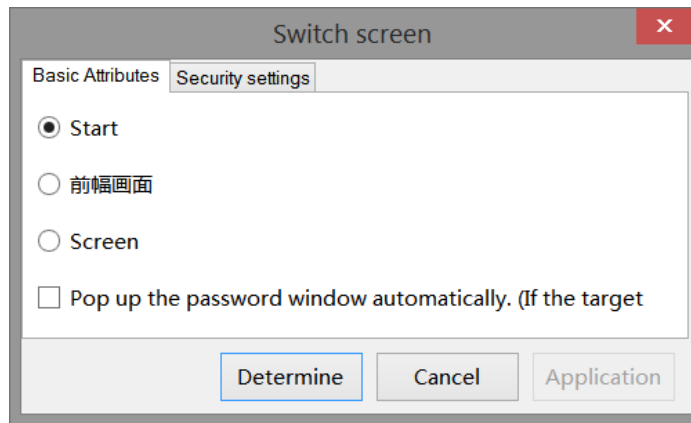 Switch screen
Basic Attributes Security settings
Start
前幅画面
Screen
Pop up the password window automatically. (If the target
Determine Cancel Application